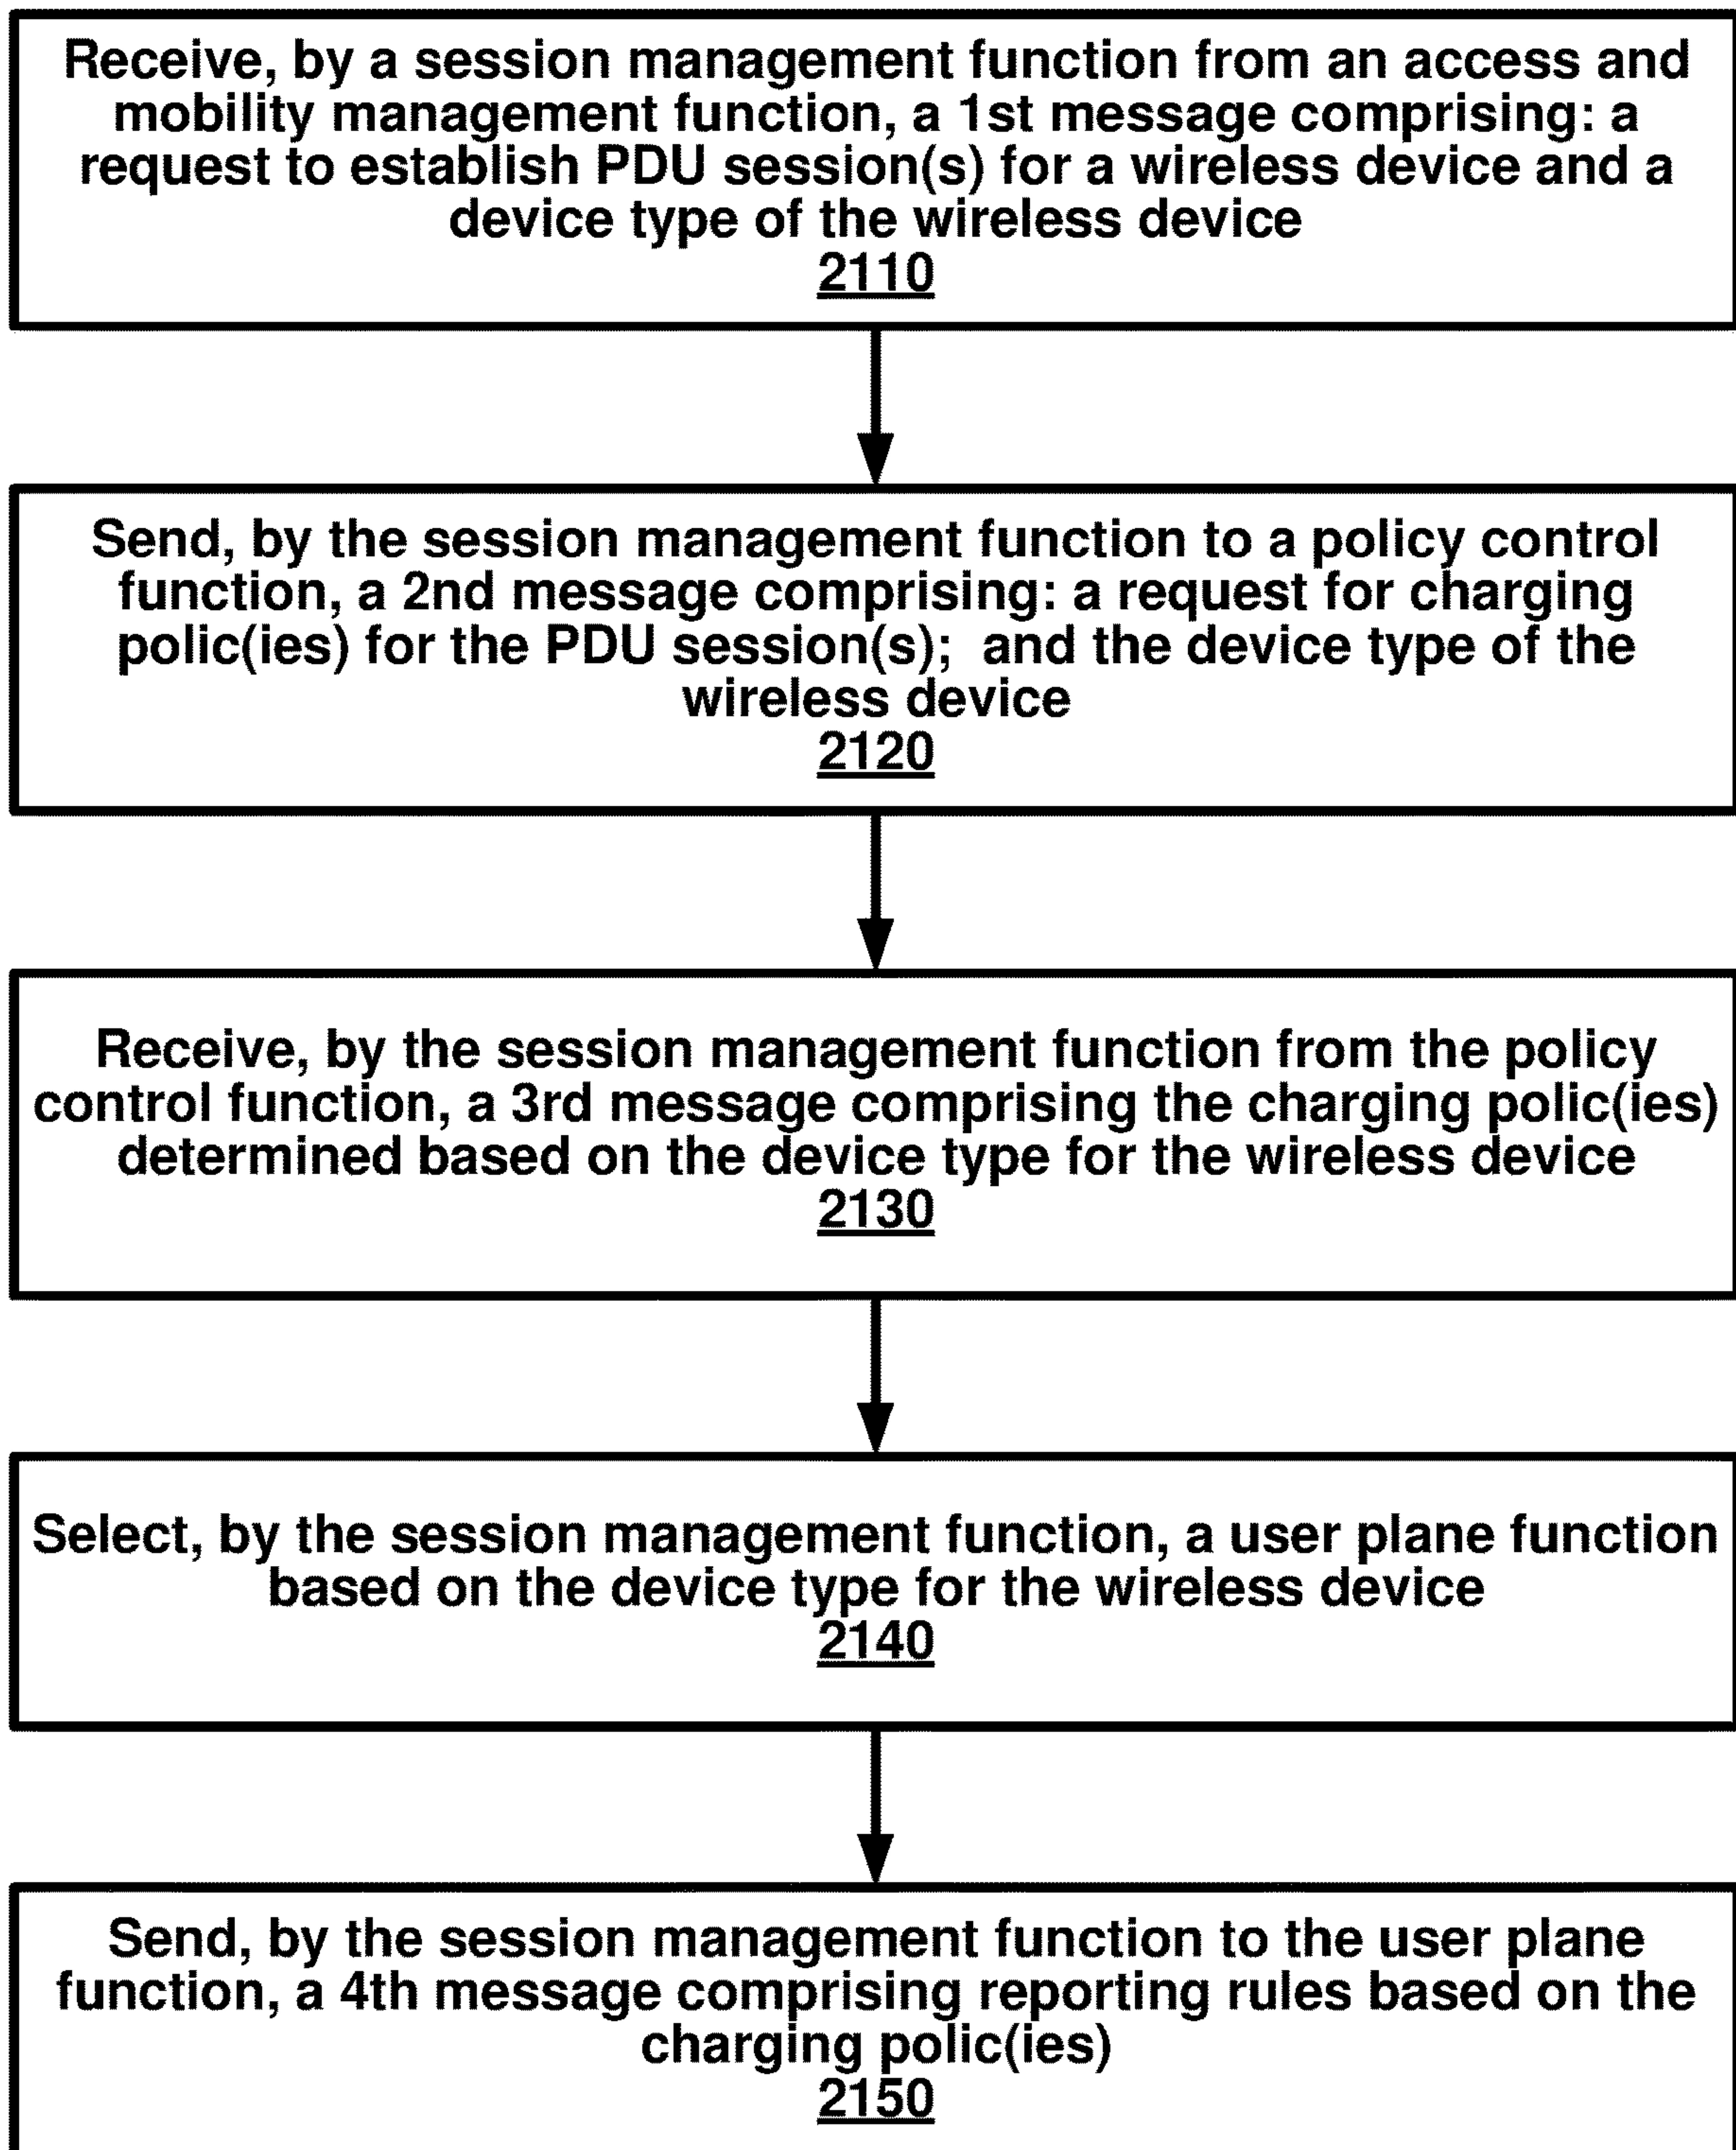 Receive, by a session management function from an access and
mobility management function, a 1st message comprising: a
request to establish PDU session(s) for a wireless device and a
device type of the wireless device
2110
Send, by the session management function to a policy control
function, a 2nd message comprising: a request for charging
polic(ies) for the PDU session(s);  and the device type of the
wireless device
2120
Receive, by the session management function from the policy
control function, a 3rd message comprising the charging polic(ies)
determined based on the device type for the wireless device
2130
Select, by the session management function, a user plane function
based on the device type for the wireless device
2140
Send, by the session management function to the user plane
function, a 4th message comprising reporting rules based on the
charging polic(ies)
2150